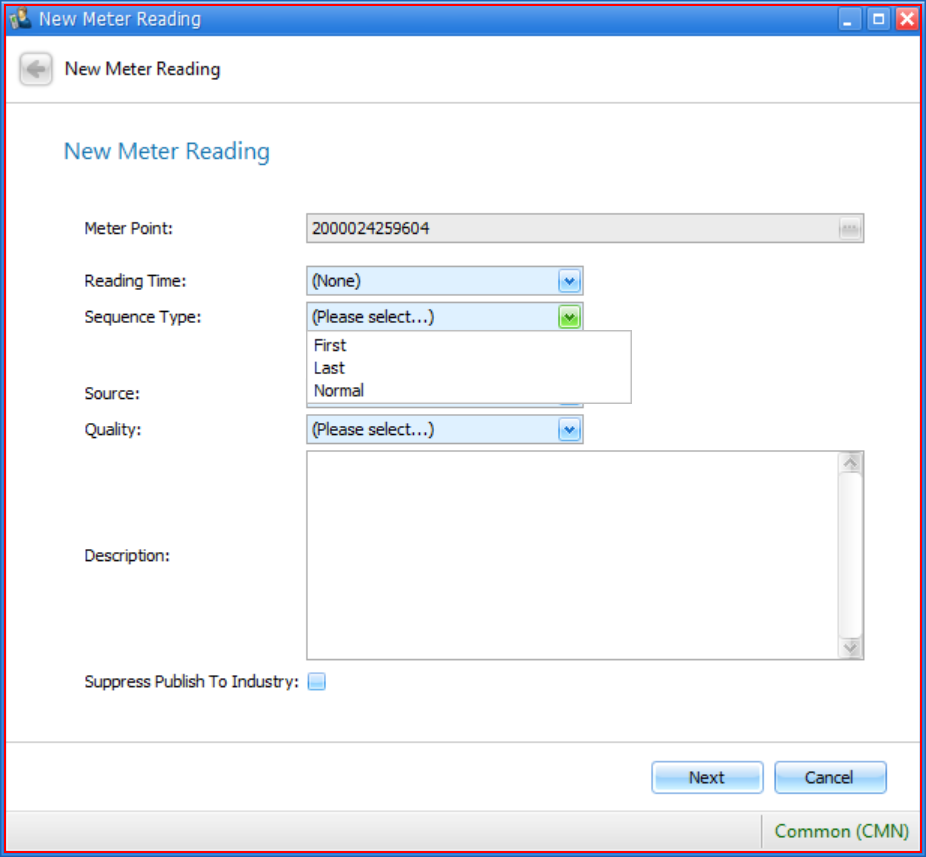 New Meter Reading
New Meter Reading
New Meter Reading
Meter Point: 2000024259604
Reading Time: (None)
Sequence Type: (Please select...)
First
Last
Normal
Source:
Quality: (Please select...)
Description:
Suppress Publish To Industry:
Next Cancel
Common (CMN)